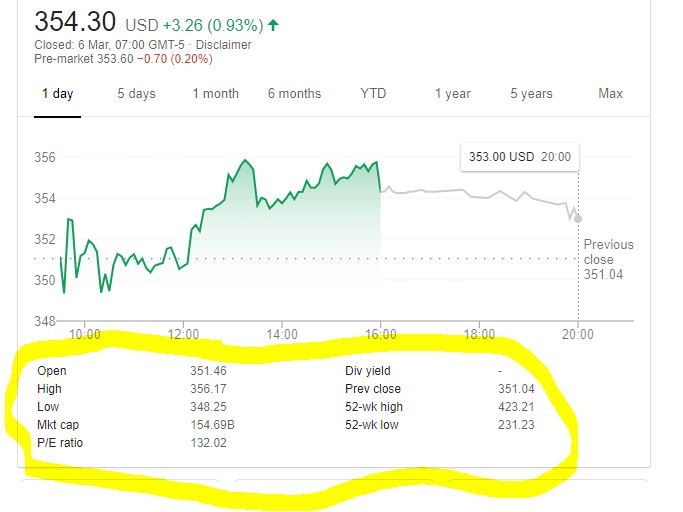 354.30 USD +3.26 (0.93%)
Closed: 6 Mar, 07:00 GMT-5 · Disclaimer
Pre-market 353.60 −0.70 (0.20%)
1 day 5 days 1 month 6 months YTD 1 year 5 years Max
353.00 USD 20:00
356
354
352
350
348
Previous
close
351.04
10:00 12:00 14:00 16:00 18:00 20:00
Open 351.46 Div yield -
High 356.17 Prev close 351.04
Low 348.25 52-wk high 423.21
Mkt cap 154.69B 52-wk low 231.23
P/E ratio 132.02